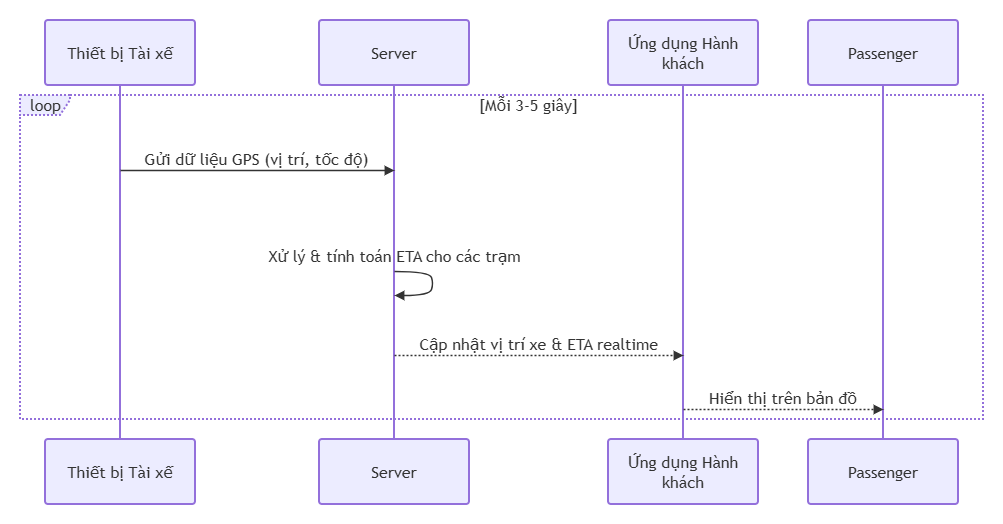 Thiết bị Tài xế
Server
Ứng dụng Hành
khách
Passenger
loop
[Mỗi 3-5 giây]
Gửi dữ liệu GPS (vị trí, tốc độ)
Xử lý & tính toán ETA cho các trạm
Cập nhật vị trí xe & ETA realtime
Hiển thị trên bản đồ
Thiết bị Tài xế
Server
Ứng dụng Hành
khách
Passenger